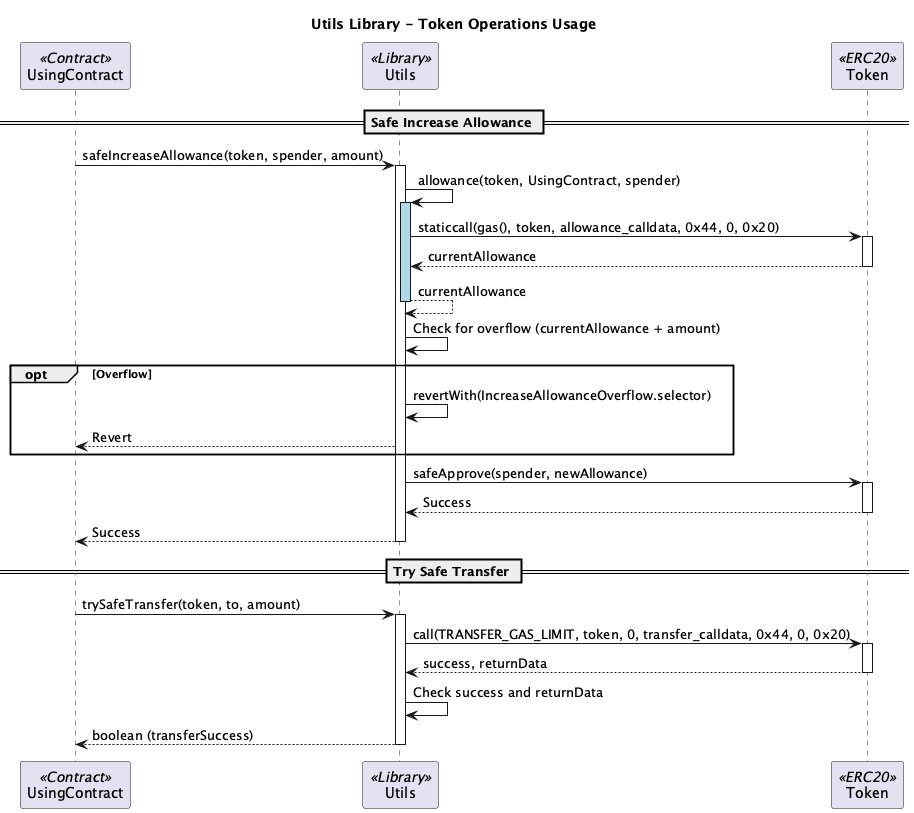 Utils Library - Token Operations Usage
«Contract»
UsingContract
«Library»
Utils
«ERC20»
Token
Safe Increase Allowance
safeIncreaseAllowance(token, spender, amount)
allowance(token, UsingContract, spender)
staticcall(gas(), token, allowance_calldata, 0x44, 0, 0x20)
currentAllowance
currentAllowance
Check for overflow (currentAllowance + amount)
opt
[Overflow]
revertWith(IncreaseAllowanceOverflow.selector)
Revert
safeApprove(spender, newAllowance)
Success
Success
Try Safe Transfer
trySafeTransfer(token, to, amount)
call(TRANSFER_GAS_LIMIT, token, 0, transfer_calldata, 0x44, 0, 0x20)
success, returnData
Check success and returnData
boolean (transferSuccess)
«Contract»
UsingContract
«Library»
Utils
«ERC20»
Token